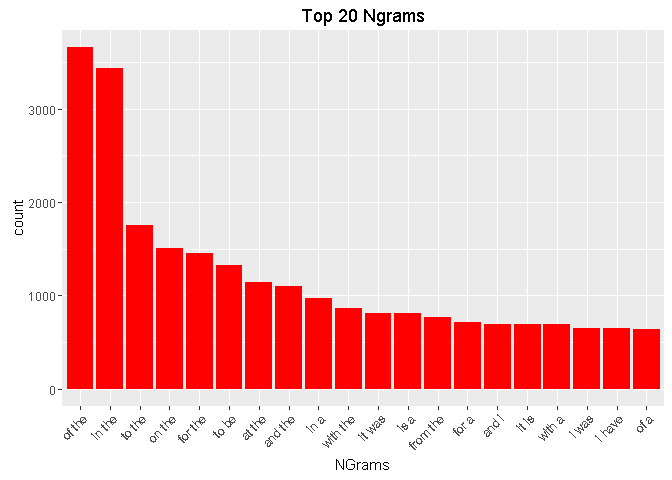 Top 20 Ngrams
count
3000
2000
1000
0
of the
in the
to the
on the
for the
to be
at the
and the
in a
with the
it was
is a
from the
for a
and i
it is
with a
i was
i have
of a
NGrams